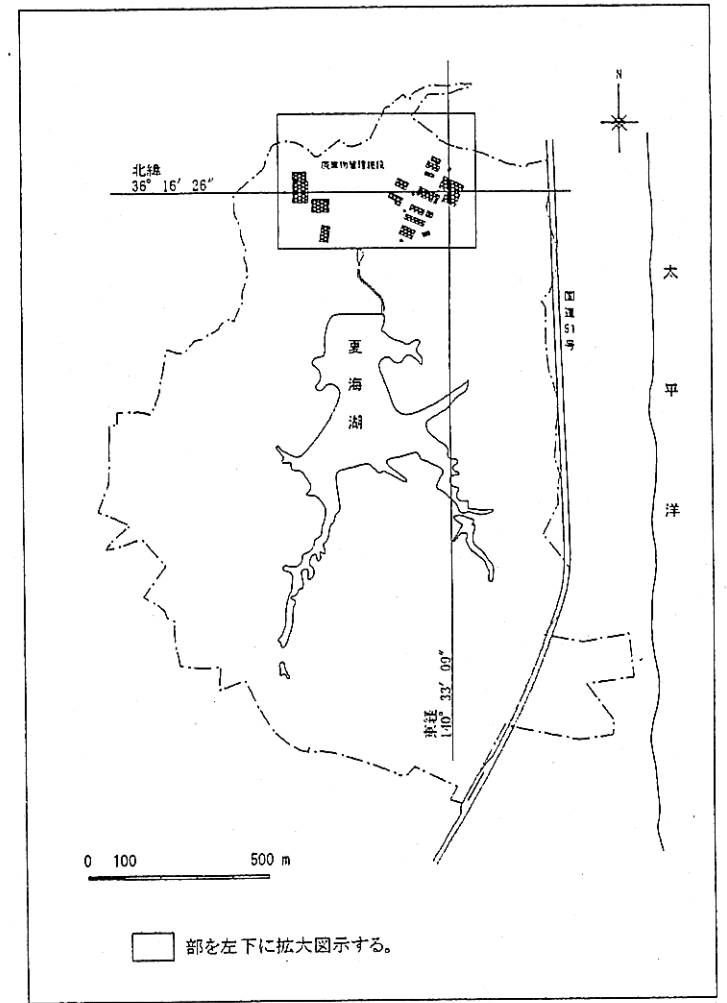 N
北緯
36° 16′ 26″
廃棄物管理施設
太平洋
国道51号
夏海湖
東経
140° 33′ 09″
0 100 500 m
部を左下に拡大図示する。